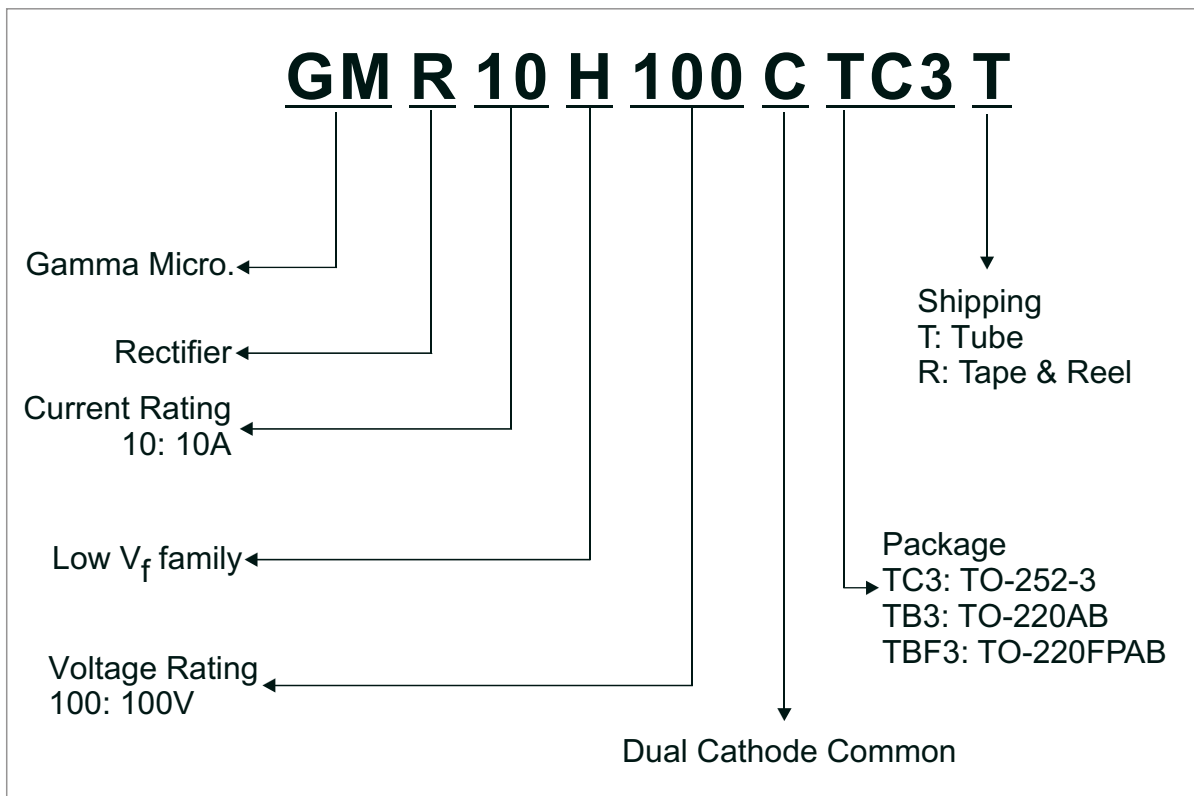 GM R 10 H 100 C TC3 T
Gamma Micro.
Rectifier
Current Rating
10: 10A
Low Vf family
Voltage Rating
100: 100V
Dual Cathode Common
Package
TC3: TO-252-3
TB3: TO-220AB
TBF3: TO-220FPAB
Shipping
T: Tube
R: Tape & Reel